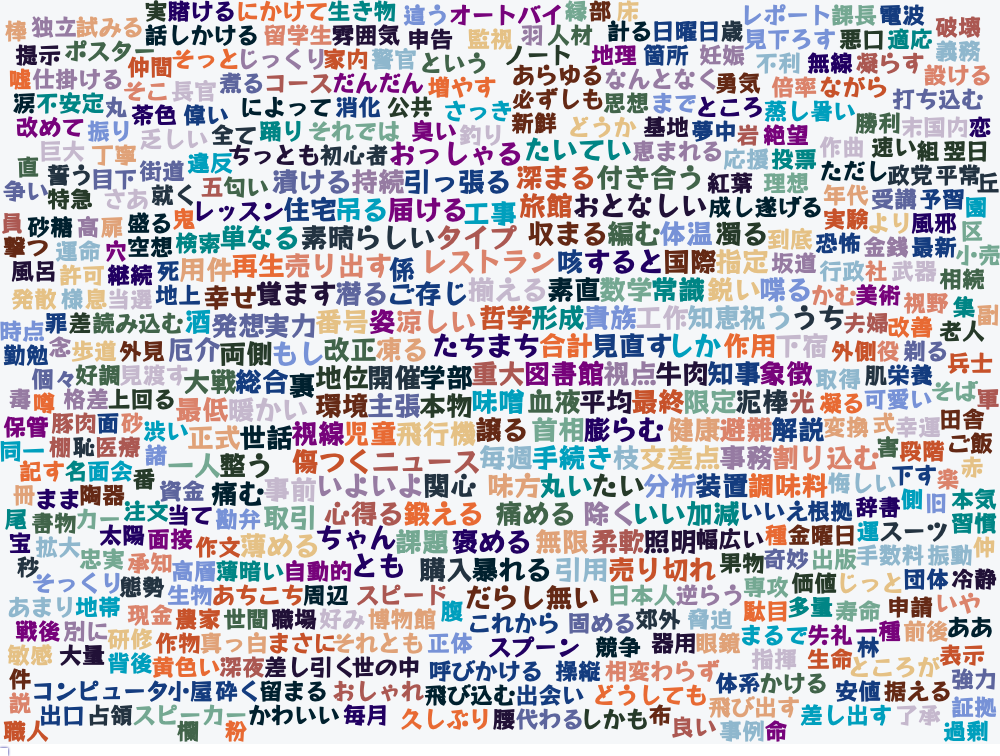 実 賭ける にかけて 生き物 違う オートバイ 縁 部 床
棒 独立 試みる 話しかける 留学生 雰囲気 申告 監視 羽 人材 計る 日曜日 歳 レポート 課長 電波 破壊
提示 ポスター 仲間 そっと じっくり 家内 警官 という ノート 地理 箇所 妊娠 見下ろす 悪口 適応 義務
嘘 仕掛ける そこ 長官 煮る コース だんだん 増やす あらゆる なんとなく 勇気 不利 無線 凝らす 設ける
涙 不安定 丸 茶色 偉い によって 消化 公共 さっき 必ずしも 思想 まで ところ 倍率 ながら 蒸し暑い 打ち込む
改めて 振り 乏しい 全て 踊り それでは 臭い 釣り 新鮮 どうか 基地 夢中 岩 絶望 勝利 末 国内 恋
巨大 丁寧 街道 違反 ちっとも 初心者 おっしゃる たいてい 恵まれる 応援 投票 作曲 速い 組 翌日
直 誓う 目下 就く 五 匂い 漬ける 持続 引っ張る 深まる 付き合う 紅葉 理想 ただし 政党 平常 丘
争い 特急 さあ 鬼 レッスン 住宅 吊る 届ける 工事 旅館 おとなしい 成し遂げる 年代 受講 予習 園
員 砂糖 高 扉 盛る 検索 単なる 素晴らしい タイプ 収まる 編む 体温 濁る 到底 実験 より 風邪 区
撃つ 運命 穴 空想 恐怖 金銭 最新 小売
風呂 許可 継続 死 用件 再生 売り出す 係 レストラン 咳 すると 国際 指定 坂道 行政 社 武器 相続
発散 様 息 当選 地上 幸せ 覚ます 潜る ご存じ 揃える 素直 数学 常識 鋭い 喋る かむ 美術 視野 集 副
時点 罪 差 読み込む 酒 発想 実力 番号 姿 涼しい 哲学 形成 貴族 工作 知恵 祝う うち 夫婦 改善 老人
勤勉 念 歩道 外見 厄介 両側 もし 改正 凍る たちまち 合計 見直す しか 作用 下宿 外側 役 剃る 兵士
個々 好調 見渡す 大戦 総合 裏 地位 開催 学部 重大 図書館 視点 牛肉 知事 象徴 取得 肌 栄養
毒 噂 格差 上回る 最低 暖かい 環境 主張 本物 味噌 血液 平均 最終 限定 泥棒 光 凝る 可愛い そば 軍
保管 豚肉 面 砂 渋い 正式 世話 視線 児童 飛行機 譲る 首相 膨らむ 健康 避難 解説 変換 式 幸運 田舎
同一 棚 恥 医療 諸 一人 整う 傷つく ニュース 毎週 手続き 枝 交差点 事務 割り込む 害 段階 ご飯
記す 名 面会 番 資金 痛む 事前 いよいよ 関心 味方 丸い たい 分析 装置 調味料 悔しい 下す 楽 赤
冊 まま 陶器 注文 当て 勘弁 取引 心得る 鍛える 痛める 除く いい 加減 いいえ 根拠 辞書 側 旧 本気
尾 書物 カー 太陽 面接 作文 薄める ちゃん 課題 褒める 無限 柔軟 照明 幅広い 種 金曜日 運 スーツ 習慣
宝 拡大 忠実 承知 高層 薄暗い 自動的 とも 購入 暴れる 引用 売り切れ 果物 奇妙 出版 手数料 振動 仲
秒 そっくり 態勢 生物 あちこち 周辺 スピード だらし無い 日本人 逆らう 専攻 価値 じっと 団体 冷静
あまり 地帯 現金 農家 世間 職場 好み 博物館 腹 これから 固める 郊外 脅迫 駄目 多量 寿命 申請 いや
戦後 別に 研修 作物 真っ白 まさに それとも 正体 スプーン 競争 器用 眼鏡 まるで 失礼 一種 前後 ああ
敏感 大量 背後 黄色い 深夜 差し引く 世の中 呼びかける 操縦 相変わらず 指揮 生命 林 ところが 表示
件 コンピュータ 小屋 砕く 留まる おしゃれ 飛び込む 出会い どうしても 体系 かける 安値 据える 強力
説 出口 占領 スピーカー かわいい 毎月 久しぶり 腰 代わる しかも 布 飛び出す 差し出す 了承 証拠
職人 欄 粉 良い 事例 命 過剰